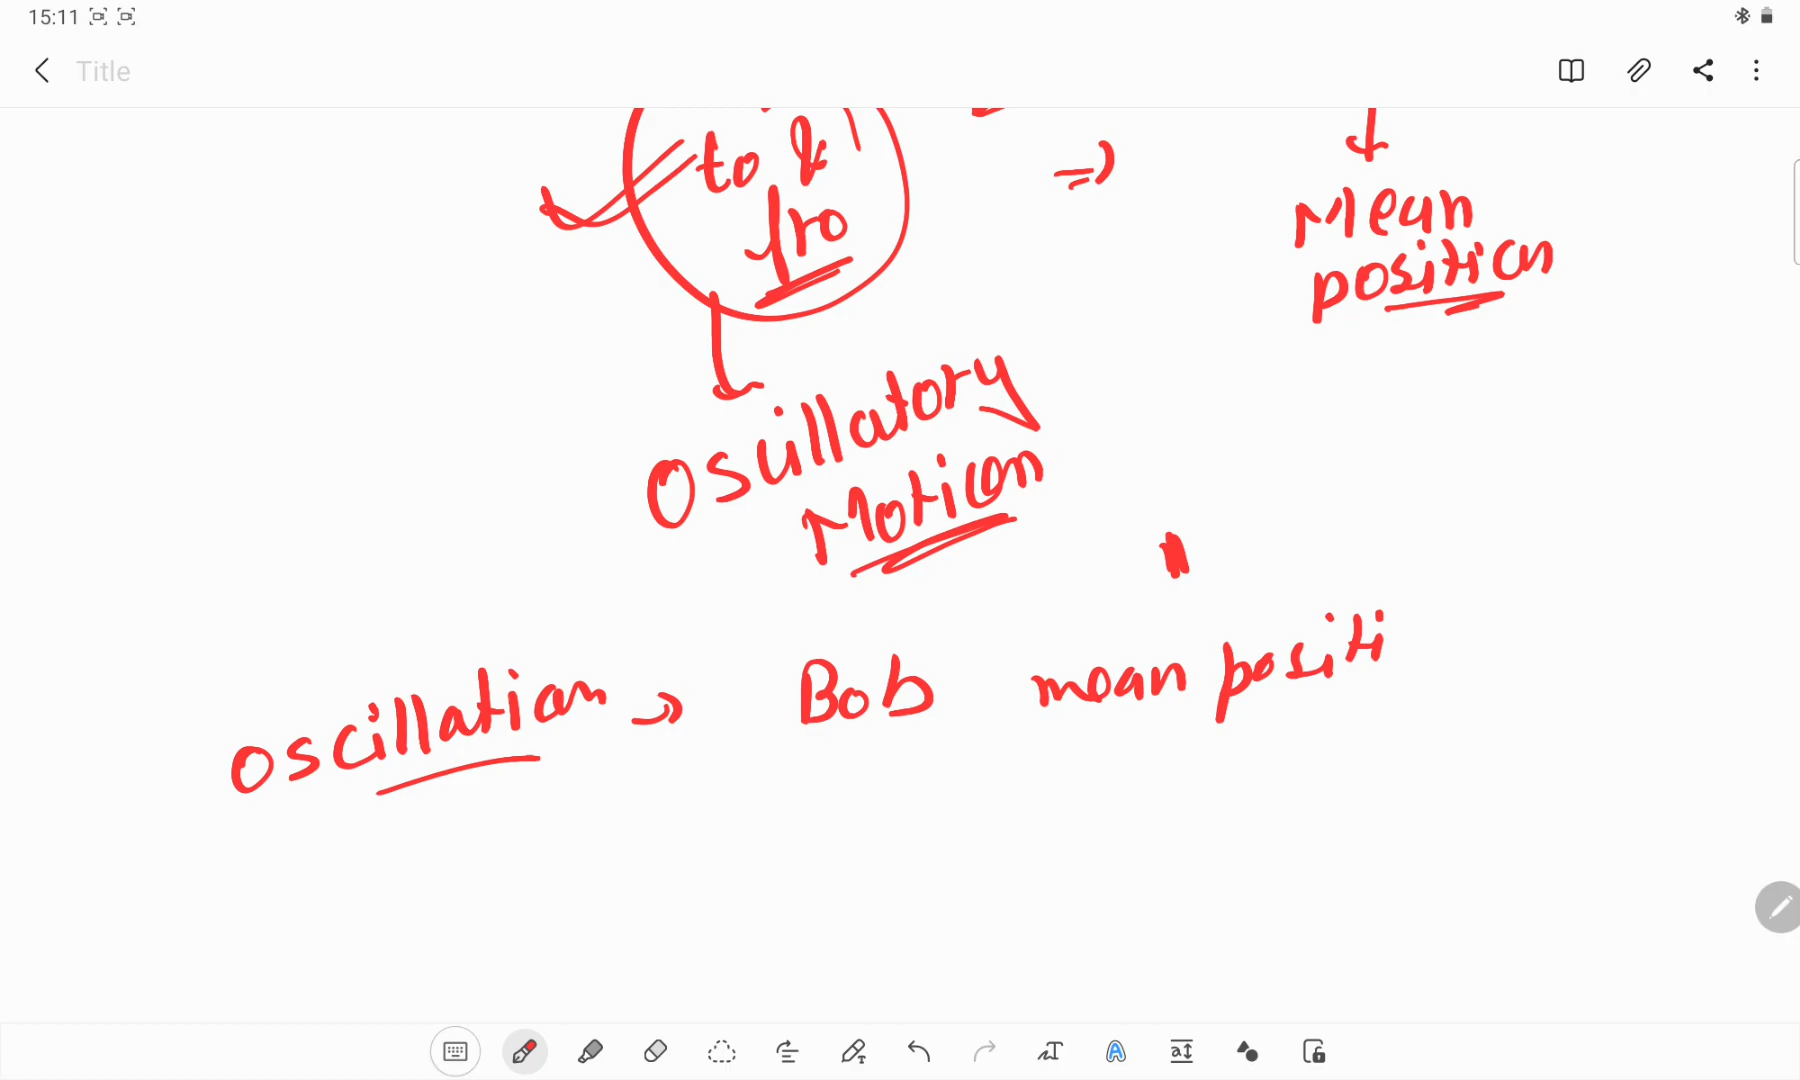 15:11
Title
to &
fro
=>
Mean
position
Oscillatory
Motion
oscillation → Bob mean positi